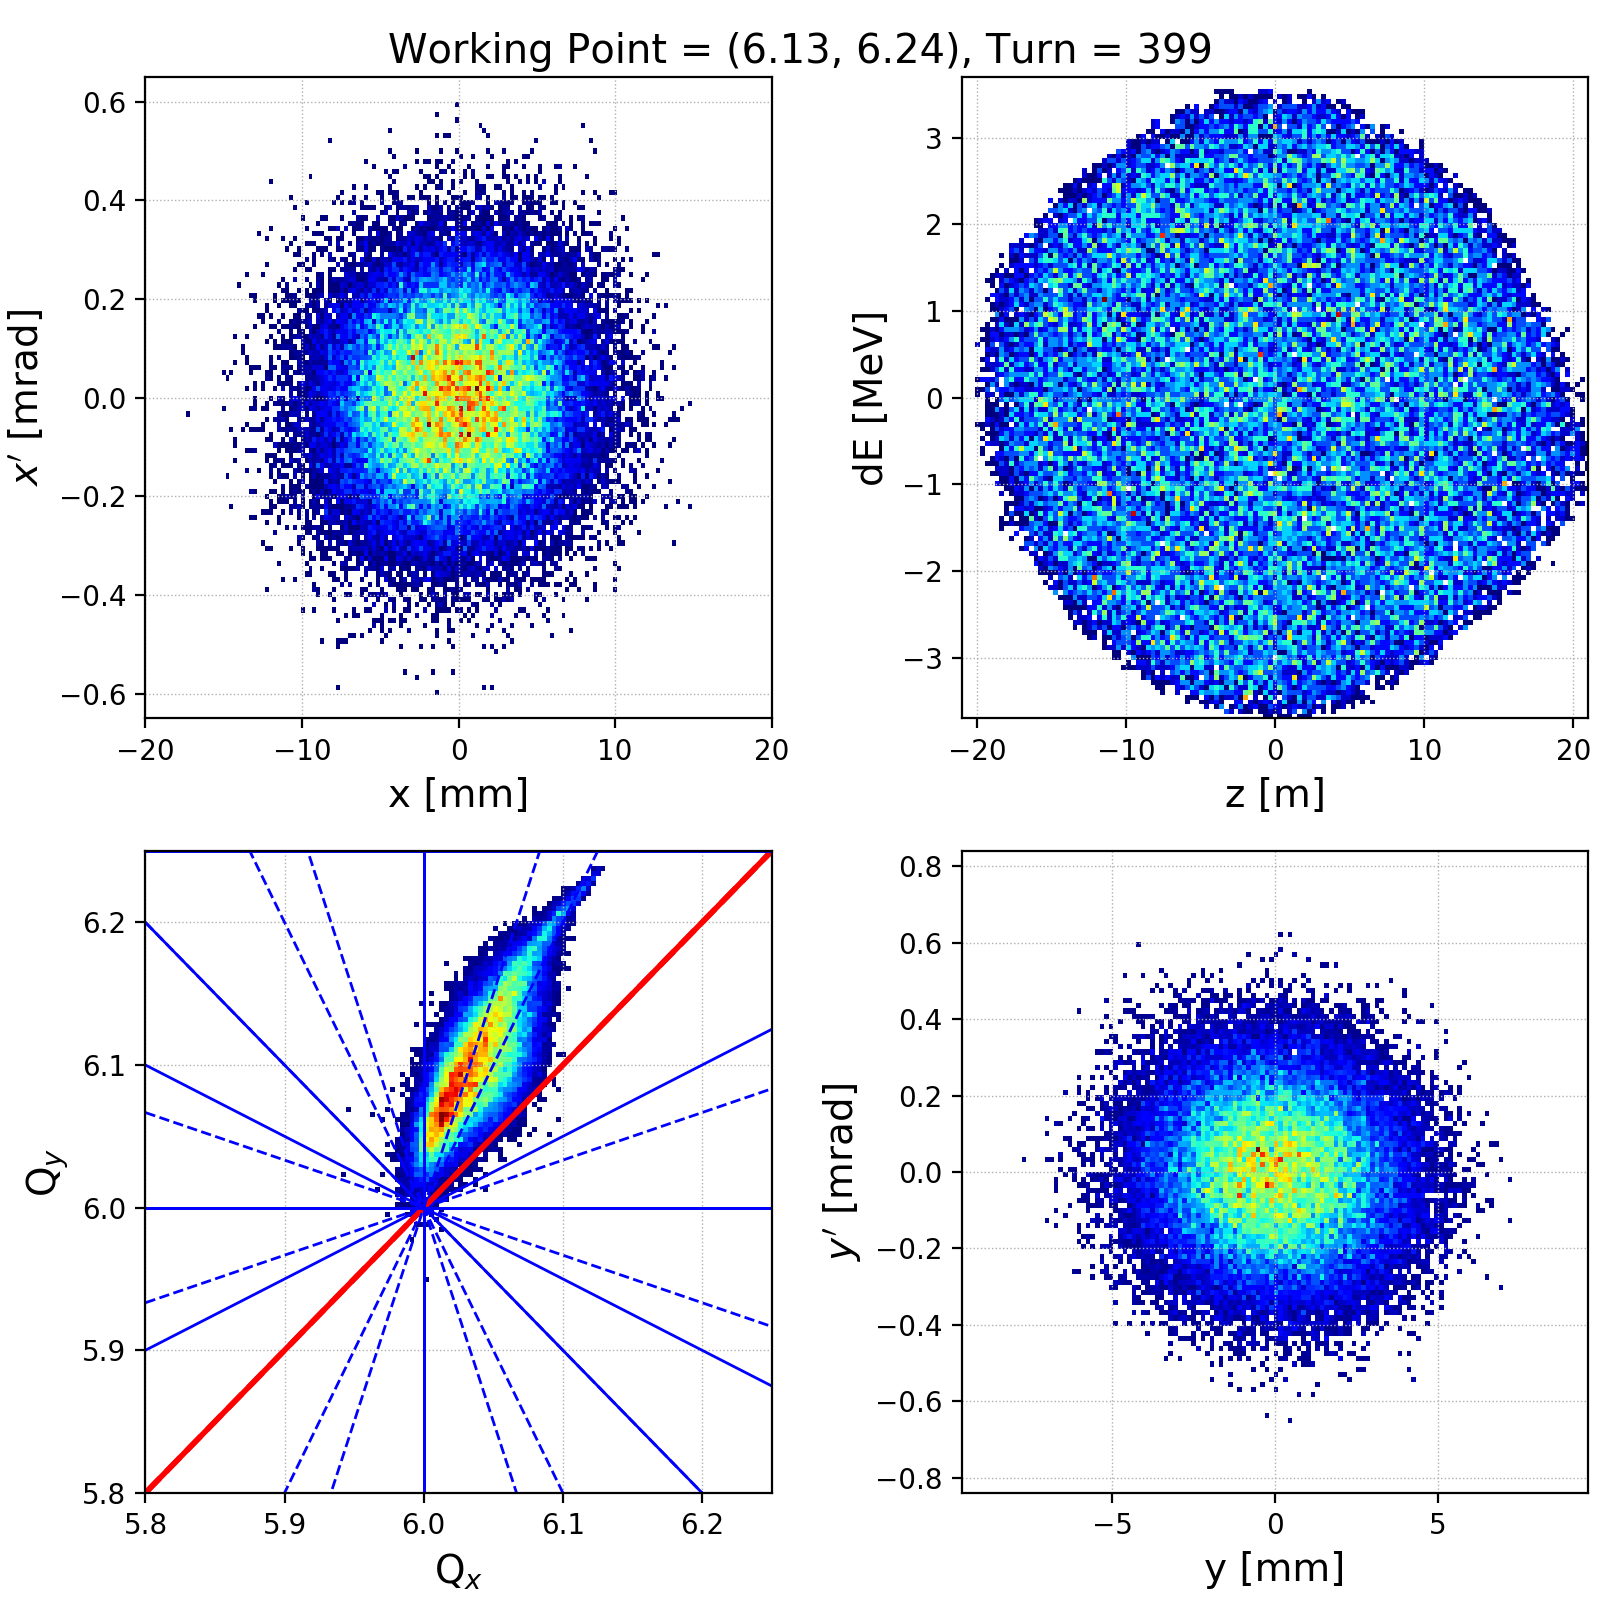 Working Point = (6.13, 6.24), Turn = 399
0.6
0.4
0.2
0.0
−0.2
−0.4
−0.6
x′ [mrad]
−20 −10 0 10 20
x [mm]
3
2
1
0
−1
−2
−3
dE [MeV]
−20 −10 0 10 20
z [m]
6.2
6.1
6.0
5.9
5.8
Qy
5.8 5.9 6.0 6.1 6.2
Qx
0.8
0.6
0.4
0.2
0.0
−0.2
−0.4
−0.6
−0.8
y′ [mrad]
−5 0 5
y [mm]